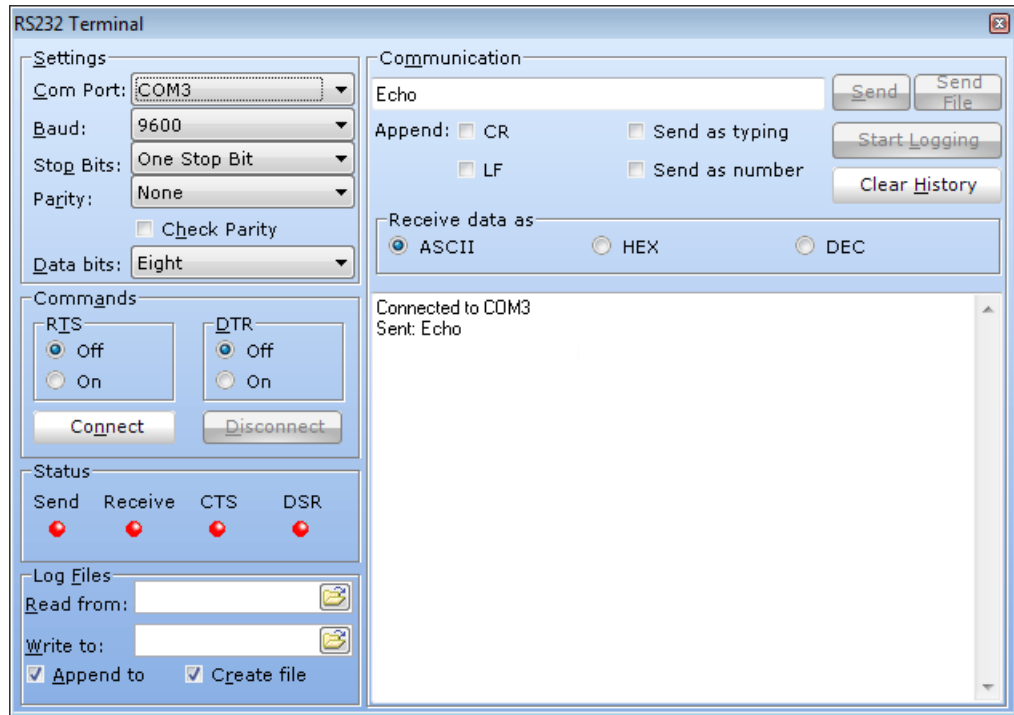 RS232 Terminal
Settings
Com Port: COM3
Baud: 9600
Stop Bits: One Stop Bit
Parity: None
Check Parity
Data bits: Eight
Commands
RTS
Off
On
DTR
Off
On
Connect
Disconnect
Status
Send Receive CTS DSR
Log Files
Read from:
Write to:
Append to
Create file
Communication
Echo
Send
Send
File
Append: CR
LF
Send as typing
Send as number
Start Logging
Clear History
Receive data as
ASCII
HEX
DEC
Connected to COM3
Sent: Echo